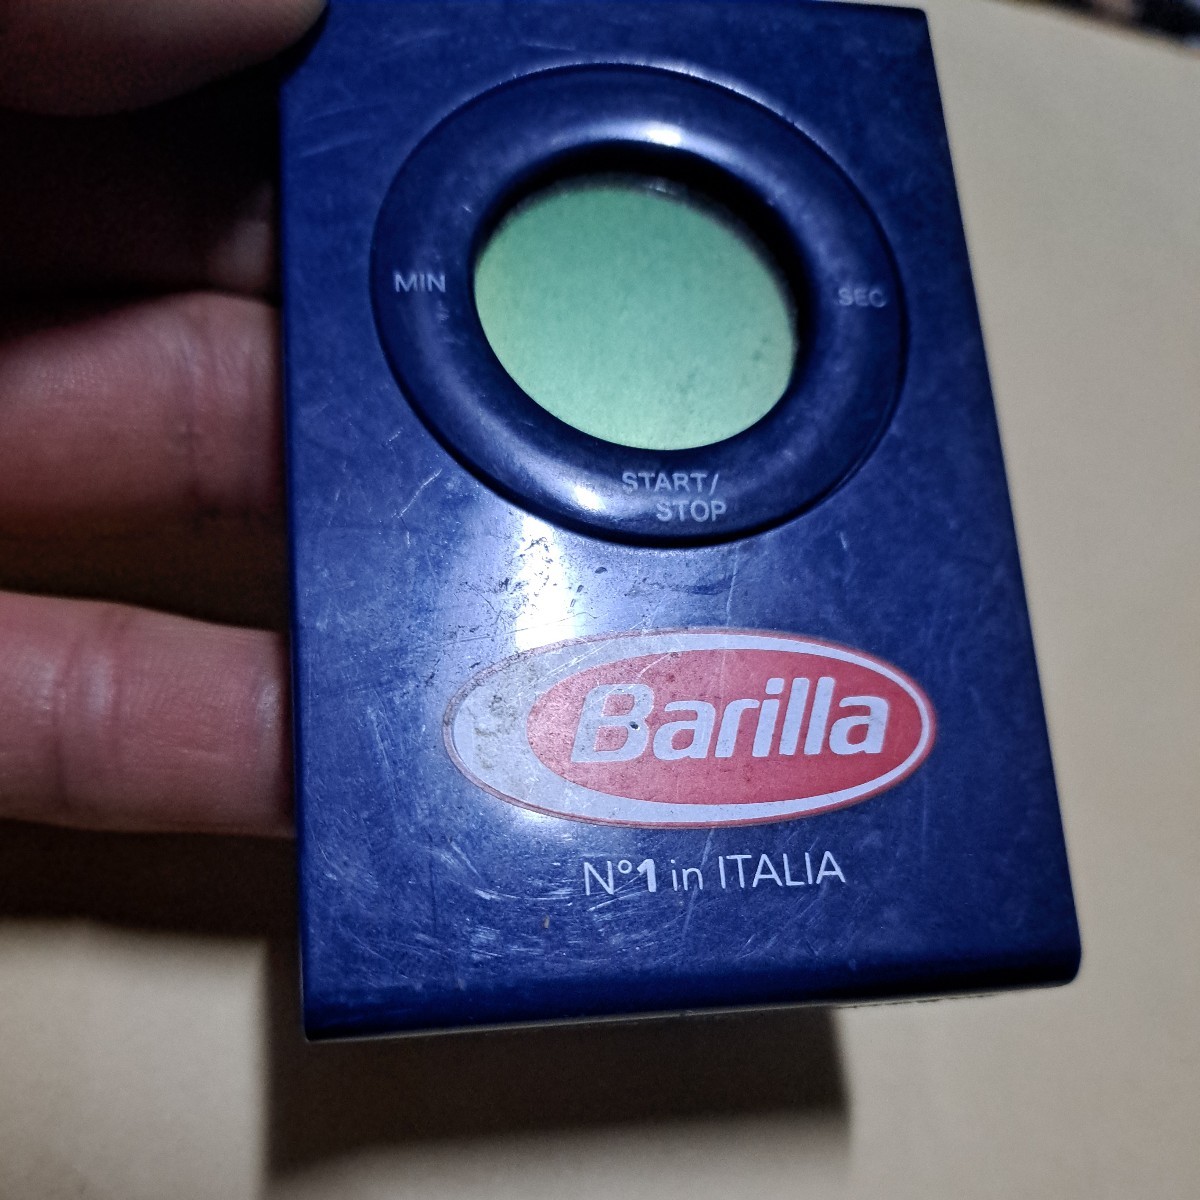 MIN
SEC
START/
STOP
Barilla
N°1 in ITALIA